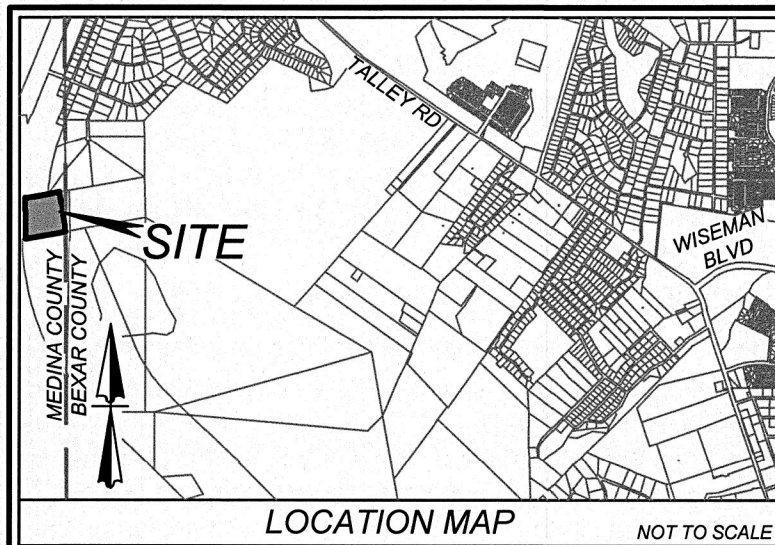 TALLEY RD
SITE
WISEMAN
BLVD
MEDINA COUNTY
BEXAR COUNTY
LOCATION MAP
NOT TO SCALE